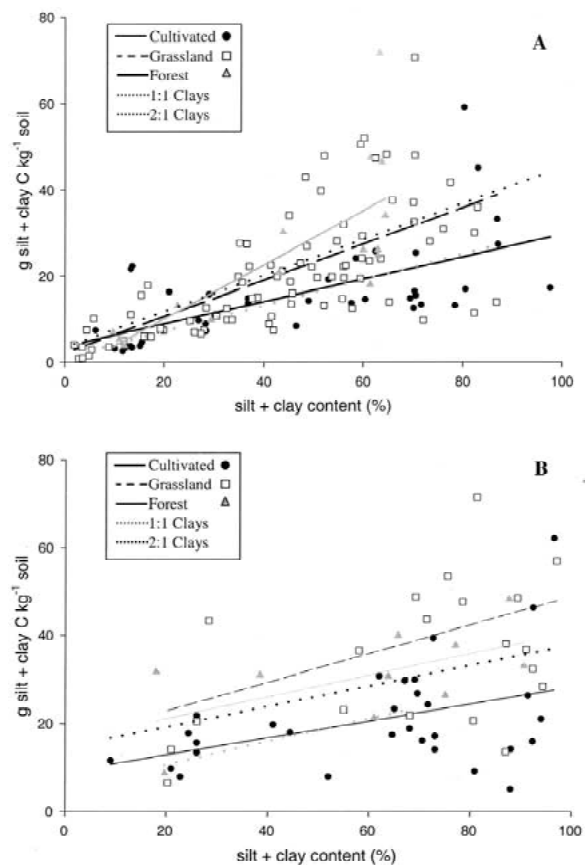 80
A
Cultivated
Grassland
Forest
1:1 Clays
2:1 Clays
60
40
20
0
g silt + clay C kg-1 soil
0 20 40 60 80 100
silt + clay content (%)
80
B
Cultivated
Grassland
Forest
1:1 Clays
2:1 Clays
60
40
20
0
g silt + clay C kg-1 soil
0 20 40 60 80 100
silt + clay content (%)